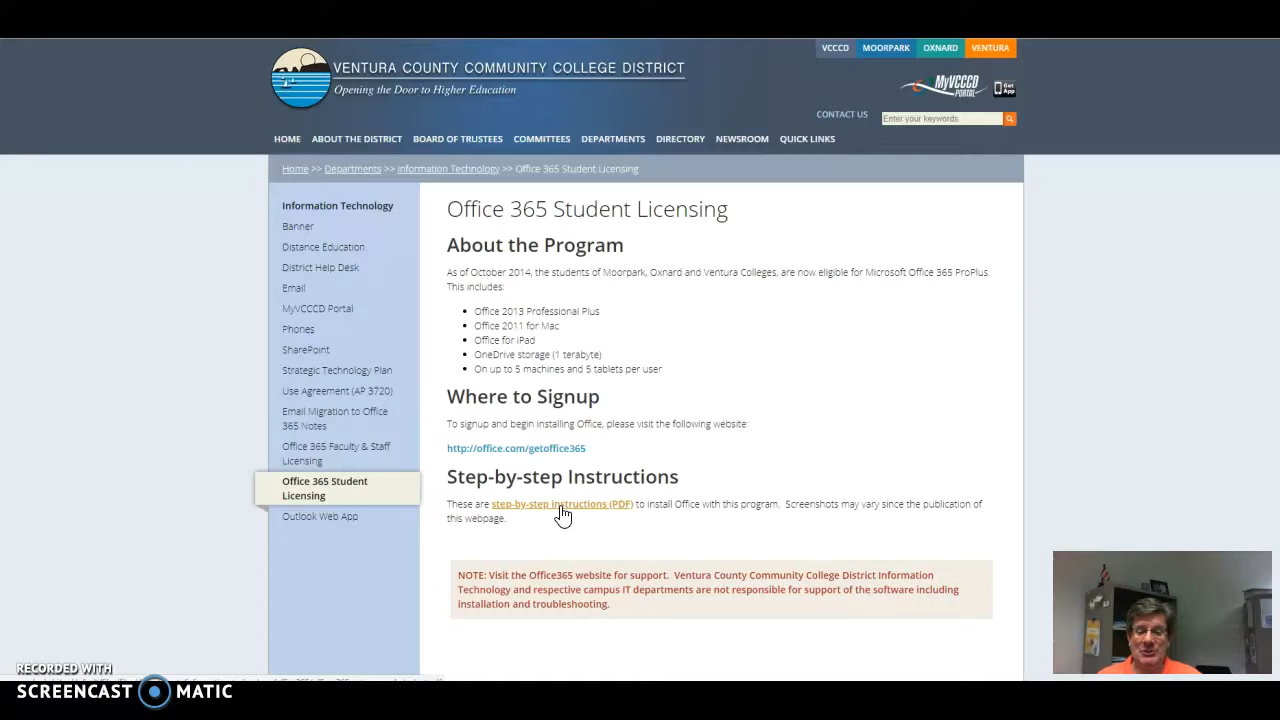 VCCCD MOORPARK OXNARD VENTURA
VENTURA COUNTY COMMUNITY COLLEGE DISTRICT
Opening the Door to Higher Education
MyVCCCD
PORTAL
Get
App
CONTACT US
Enter your keywords
HOME ABOUT THE DISTRICT BOARD OF TRUSTEES COMMITTEES DEPARTMENTS DIRECTORY NEWSROOM QUICK LINKS
Home >> Departments >> Information Technology >> Office 365 Student Licensing
Information Technology
Banner
Distance Education
District Help Desk
Email
MyVCCCD Portal
Phones
SharePoint
Strategic Technology Plan
Use Agreement (AP 3720)
Email Migration to Office
365 Notes
Office 365 Faculty & Staff
Licensing
Office 365 Student
Licensing
Outlook Web App
Office 365 Student Licensing
About the Program
As of October 2014, the students of Moorpark, Oxnard and Ventura Colleges, are now eligible for Microsoft Office 365 ProPlus.
This includes:
Office 2013 Professional Plus
Office 2011 for Mac
Office for iPad
OneDrive storage (1 terabyte)
On up to 5 machines and 5 tablets per user
Where to Signup
To signup and begin installing Office, please visit the following website:
http://office.com/getoffice365
Step-by-step Instructions
These are step-by-step instructions (PDF) to install Office with this program. Screenshots may vary since the publication of
this webpage.
NOTE: Visit the Office365 website for support. Ventura County Community College District Information
Technology and respective campus IT departments are not responsible for support of the software including
installation and troubleshooting.
RECORDED WITH
SCREENCAST MATIC